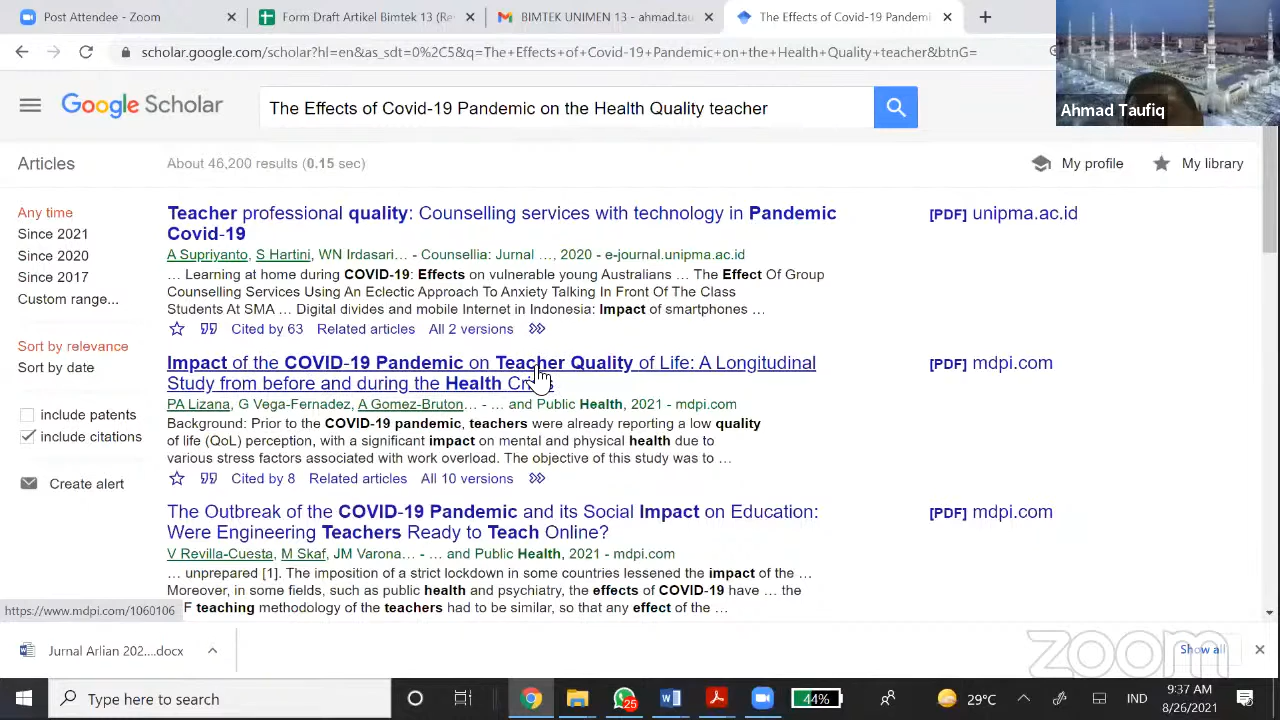 Post Attendee - Zoom
Form Draft Artikel Bimtek 13 (Re
BIMTEK UNIMEN 13 - ahmad.tau
The Effects of Covid-19 Pandemi
scholar.google.com/scholar?hl=en&as_sdt=0%2C5&q=The+Effects+of+Covid-19+Pandemic+on+the+Health+Quality+teacher&btnG=
Ahmad Taufiq
Google Scholar
The Effects of Covid-19 Pandemic on the Health Quality teacher
Articles
About 46,200 results (0.15 sec)
My profile
My library
Any time
Since 2021
Since 2020
Since 2017
Custom range...
Sort by relevance
Sort by date
include patents
include citations
Create alert
Teacher professional quality: Counselling services with technology in Pandemic
Covid-19
[PDF] unipma.ac.id
A Supriyanto, S Hartini, WN Irdasari… - Counsellia: Jurnal …, 2020 - e-journal.unipma.ac.id
… Learning at home during COVID-19: Effects on vulnerable young Australians … The Effect Of Group
Counselling Services Using An Eclectic Approach To Anxiety Talking In Front Of The Class
Students At SMA … Digital divides and mobile Internet in Indonesia: Impact of smartphones …
Cited by 63 Related articles All 2 versions
Impact of the COVID-19 Pandemic on Teacher Quality of Life: A Longitudinal
Study from before and during the Health
[PDF] mdpi.com
PA Lizana, G Vega-Fernadez, A Gomez-Bruton… - … and Public Health, 2021 - mdpi.com
Background: Prior to the COVID-19 pandemic, teachers were already reporting a low quality
of life (QoL) perception, with a significant impact on mental and physical health due to
various stress factors associated with work overload. The objective of this study was to …
Cited by 8 Related articles All 10 versions
The Outbreak of the COVID-19 Pandemic and its Social Impact on Education:
Were Engineering Teachers Ready to Teach Online?
[PDF] mdpi.com
V Revilla-Cuesta, M Skaf, JM Varona… - … and Public Health, 2021 - mdpi.com
… unprepared [1]. The imposition of a strict lockdown in some countries lessened the impact of the …
Moreover, in some fields, such as public health and psychiatry, the effects of COVID-19 have … the
F teaching methodology of the teachers had to be similar, so that any effect of the …
https://www.mdpi.com/1060106
Jurnal Arlian 202....docx
zoom
Show all
Type here to search
25
44%
29°C
IND
9:37 AM
8/26/2021